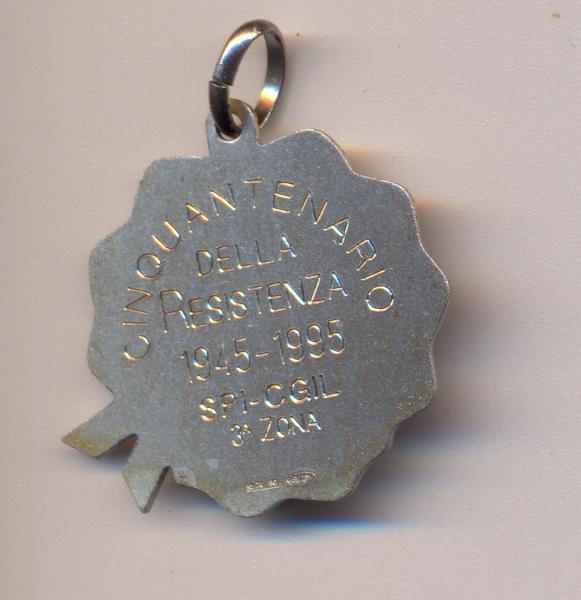 CINQUANTENARIO
DELLA
RESISTENZA
1945-1995
SPI-CGIL
3ª ZONA